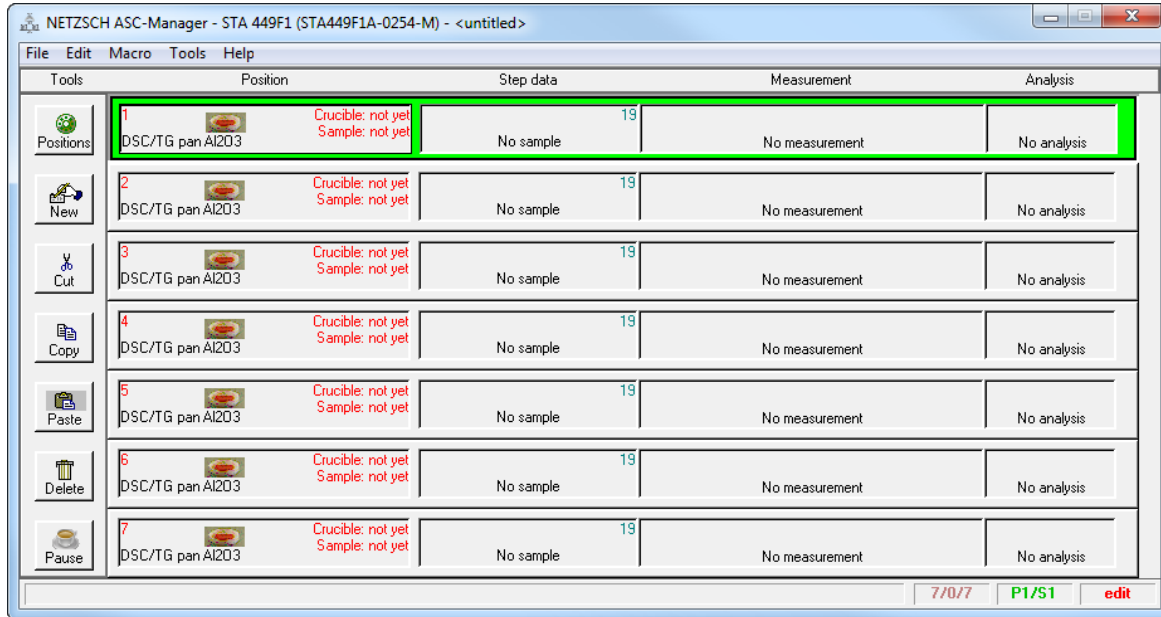 NETZSCH ASC-Manager - STA 449F1 (STA449F1A-0254-M) - <untitled>
File Edit Macro Tools Help
Tools Position Step data Measurement Analysis
Positions
1 Crucible: not yet 19
Sample: not yet
DSC/TG pan Al2O3 No sample No measurement No analysis
New
2 Crucible: not yet 19
Sample: not yet
DSC/TG pan Al2O3 No sample No measurement No analysis
Cut
3 Crucible: not yet 19
Sample: not yet
DSC/TG pan Al2O3 No sample No measurement No analysis
Copy
4 Crucible: not yet 19
Sample: not yet
DSC/TG pan Al2O3 No sample No measurement No analysis
Paste
5 Crucible: not yet 19
Sample: not yet
DSC/TG pan Al2O3 No sample No measurement No analysis
Delete
6 Crucible: not yet 19
Sample: not yet
DSC/TG pan Al2O3 No sample No measurement No analysis
Pause
7 Crucible: not yet 19
Sample: not yet
DSC/TG pan Al2O3 No sample No measurement No analysis
7/0/7 P1/S1 edit